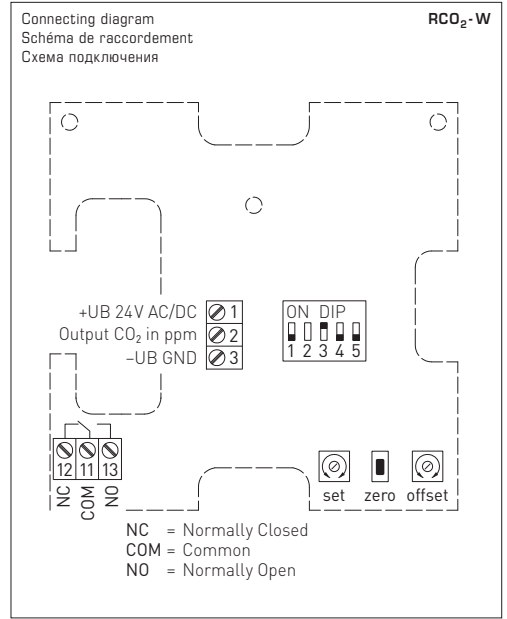 Connecting diagram
RCO₂-W
Schéma de raccordement
Схема подключения
+UB 24V AC/DC 1
Output CO₂ in ppm 2
–UB GND 3
ON DIP
1 2 3 4 5
12 11 13
NC COM NO
set zero offset
NC = Normally Closed
COM = Common
NO = Normally Open